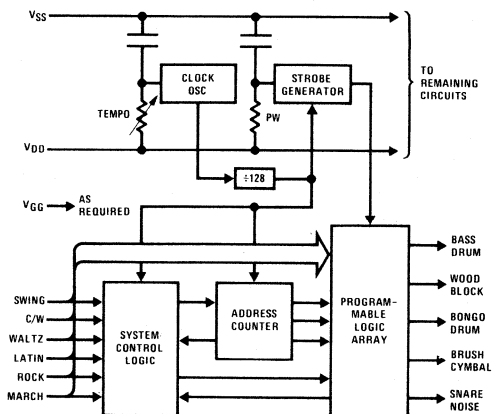 VSS
CLOCK
OSC
STROBE
GENERATOR
TO
REMAINING
CIRCUITS
TEMPO
PW
VDD
÷128
VGG
AS
REQUIRED
SWING
C/W
WALTZ
LATIN
ROCK
MARCH
SYSTEM
CONTROL
LOGIC
ADDRESS
COUNTER
PROGRAM-
MABLE
LOGIC
ARRAY
BASS
DRUM
WOOD
BLOCK
BONGO
DRUM
BRUSH
CYMBAL
SNARE
NOISE